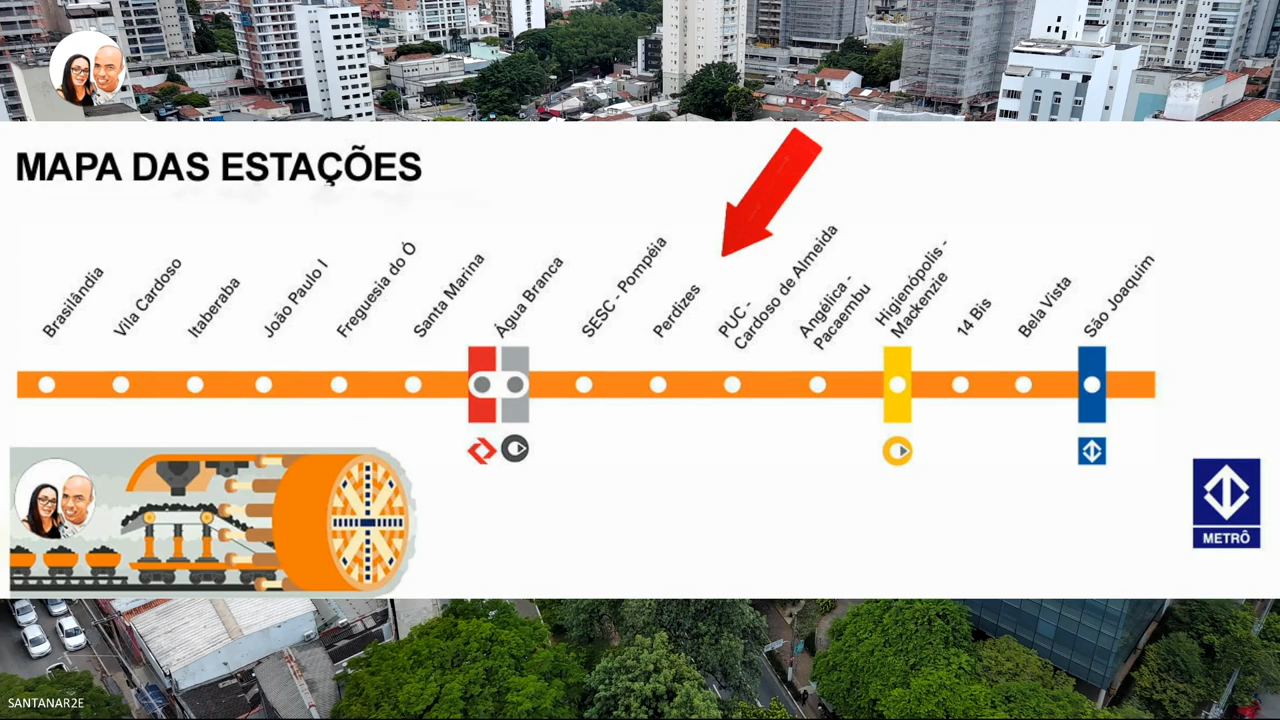 MAPA DAS ESTAÇÕES
Brasilândia
Vila Cardoso
Itaberaba
João Paulo I
Freguesia do Ó
Santa Marina
Água Branca
SESC - Pompéia
Perdizes
PUC -
Cardoso de Almeida
Angélica -
Pacaembu
Higienópolis -
Mackenzie
14 Bis
Bela Vista
São Joaquim
METRÔ
SANTANAR2E